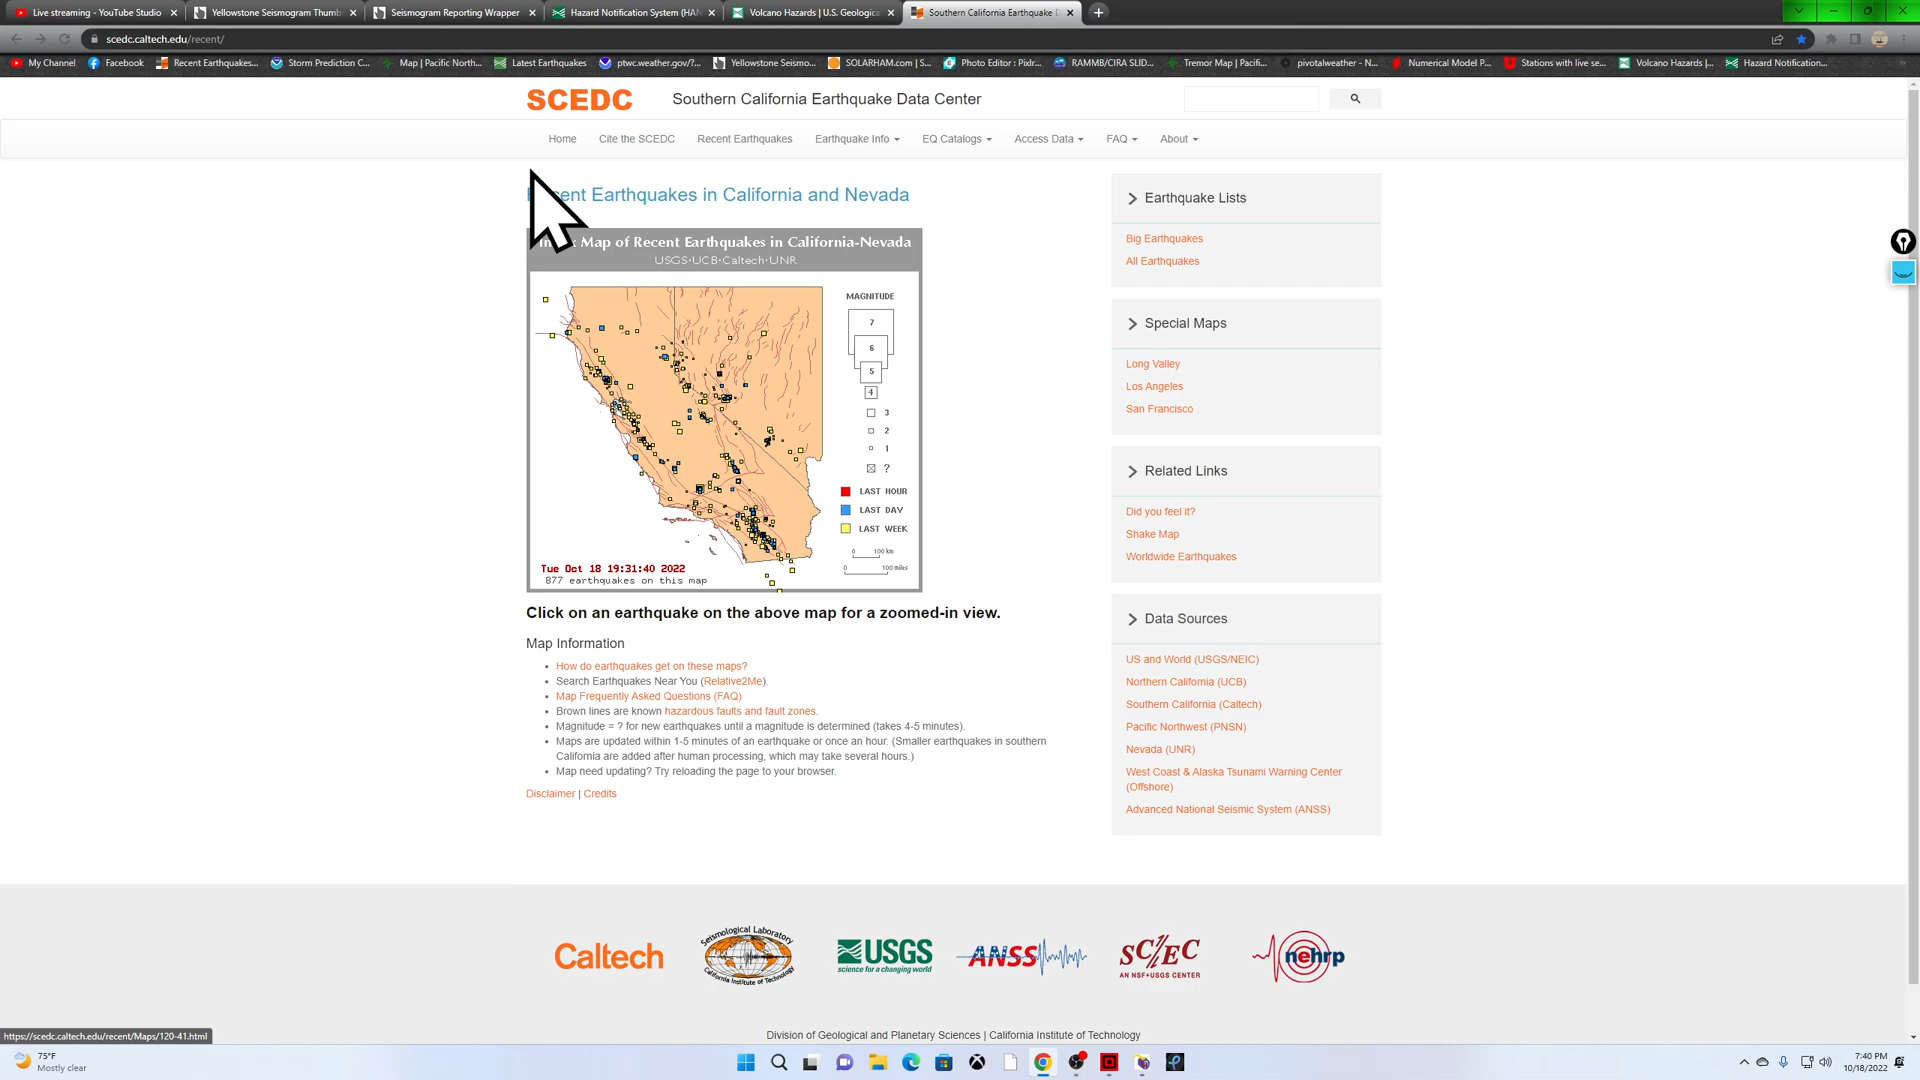 Live streaming - YouTube Studio
Yellowstone Seismogram Thumb
Seismogram Reporting Wrapper
Hazard Notification System (HAN
Volcano Hazards | U.S. Geologica
Southern California Earthquake D
scedc.caltech.edu/recent/
My Channel
Facebook
Recent Earthquakes...
Storm Prediction C...
Map | Pacific North...
Latest Earthquakes
ptwc.weather.gov/?...
Yellowstone Seismo...
SOLARHAM.com | S...
Photo Editor : Pixlr...
RAMMB/CIRA SLID...
Tremor Map | Pacifi...
pivotalweather - N...
Numerical Model P...
Stations with live se...
Volcano Hazards |...
Hazard Notification...
SCEDC
Southern California Earthquake Data Center
Home
Cite the SCEDC
Recent Earthquakes
Earthquake Info
EQ Catalogs
Access Data
FAQ
About
cent Earthquakes in California and Nevada
Map of Recent Earthquakes in California-Nevada
USGS·UCB·Caltech·UNR
MAGNITUDE
7
6
5
4
3
2
1
?
LAST HOUR
LAST DAY
LAST WEEK
0 100 km
0 100 miles
Tue Oct 18 19:31:40 2022
877 earthquakes on this map
Click on an earthquake on the above map for a zoomed-in view.
Map Information
• How do earthquakes get on these maps?
• Search Earthquakes Near You (Relative2Me).
• Map Frequently Asked Questions (FAQ)
• Brown lines are known hazardous faults and fault zones.
• Magnitude = ? for new earthquakes until a magnitude is determined (takes 4-5 minutes).
• Maps are updated within 1-5 minutes of an earthquake or once an hour. (Smaller earthquakes in southern
California are added after human processing, which may take several hours.)
• Map need updating? Try reloading the page to your browser.
Disclaimer | Credits
Earthquake Lists
Big Earthquakes
All Earthquakes
Special Maps
Long Valley
Los Angeles
San Francisco
Related Links
Did you feel it?
Shake Map
Worldwide Earthquakes
Data Sources
US and World (USGS/NEIC)
Northern California (UCB)
Southern California (Caltech)
Pacific Northwest (PNSN)
Nevada (UNR)
West Coast & Alaska Tsunami Warning Center
(Offshore)
Advanced National Seismic System (ANSS)
Caltech
Seismological Laboratory
California Institute of Technology
USGS
science for a changing world
ANSS
SC/EC
AN NSF+USGS CENTER
nehrp
Division of Geological and Planetary Sciences | California Institute of Technology
https://scedc.caltech.edu/recent/Maps/120-41.html
75°F
Mostly clear
7:40 PM
10/18/2022